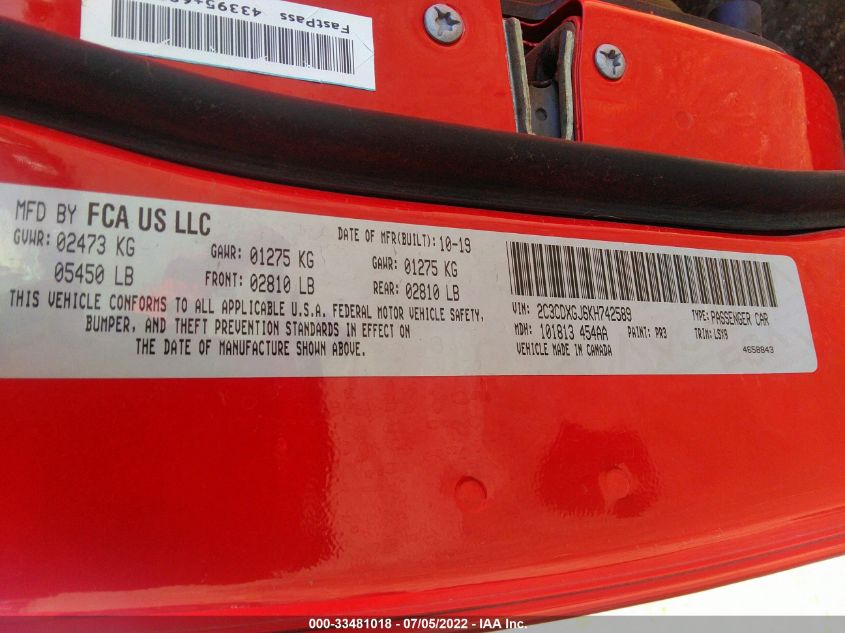 FastPass 43395+6
MFD BY FCA US LLC
GVWR: 02473 KG
05450 LB
GAWR: 01275 KG
FRONT: 02810 LB
DATE OF MFR(BUILT): 10-19
GAWR: 01275 KG
REAR: 02810 LB
THIS VEHICLE CONFORMS TO ALL APPLICABLE U.S.A. FEDERAL MOTOR VEHICLE SAFETY,
BUMPER, AND THEFT PREVENTION STANDARDS IN EFFECT ON
THE DATE OF MANUFACTURE SHOWN ABOVE.
VIN: 2C3CDXGJ6KH742589 TYPE: PASSENGER CAR
MDH: 101813 454AA PAINT: PR3 TRIM: LSX9
VEHICLE MADE IN CANADA 4658843
000-33481018 - 07/05/2022 - IAA Inc.